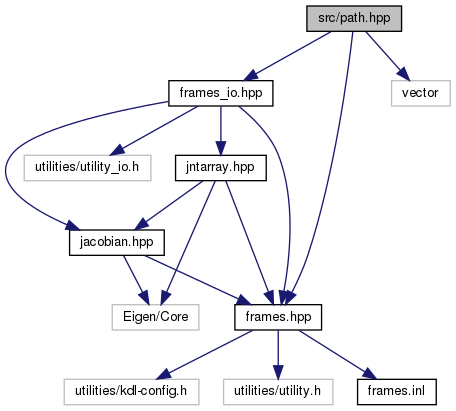 src/path.hpp
frames_io.hpp
vector
utilities/utility_io.h
jntarray.hpp
jacobian.hpp
Eigen/Core
frames.hpp
utilities/kdl-config.h
utilities/utility.h
frames.inl